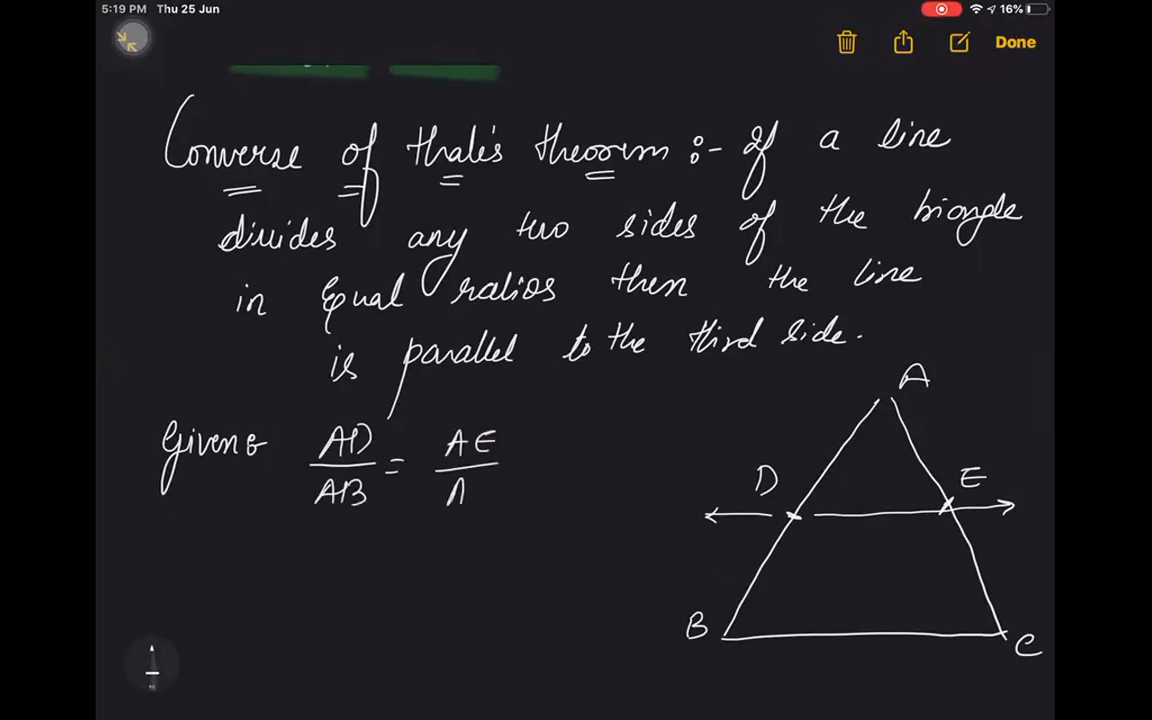 5:19 PM Thu 25 Jun
16%
Done
Converse of thale's theorem :- If a line
divides any two sides of the triangle
in Equal ratios then the line
is parallel to the third side.
Given: AD/AB = AE/A
A
D
E
B
C